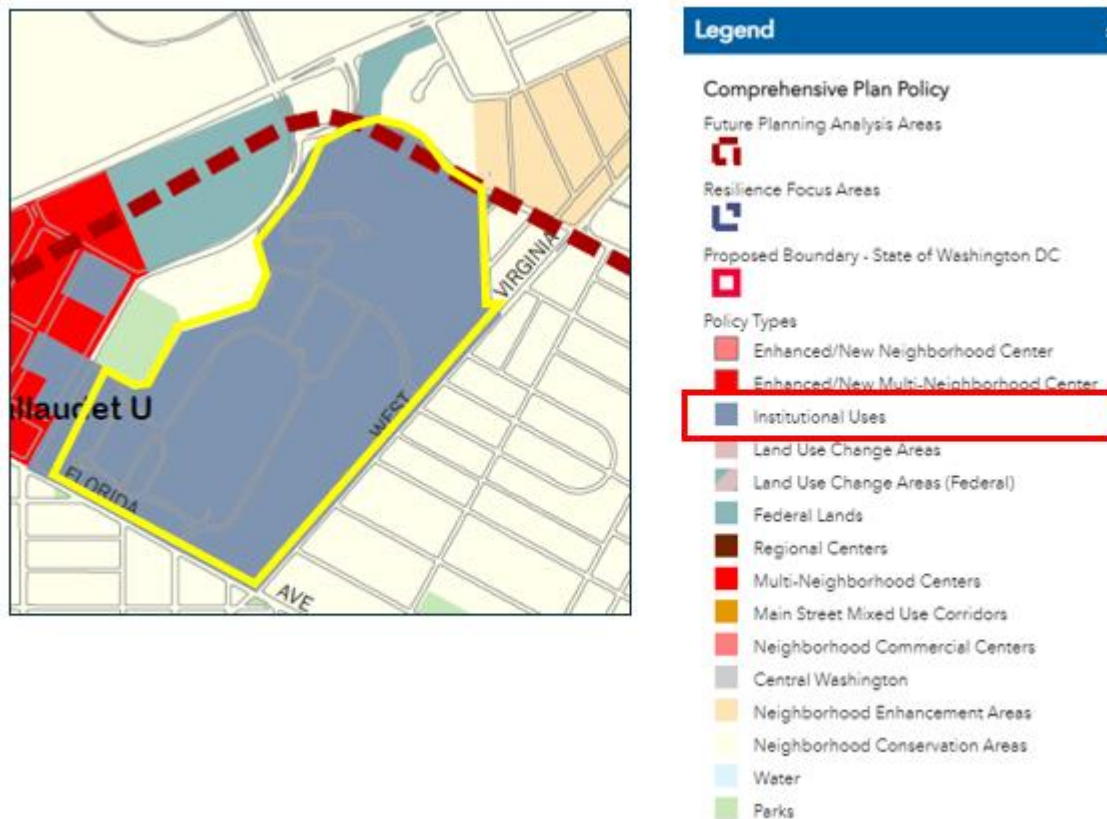 VIRGINIA
WEST
illaudet U
FLORIDA
AVE
Legend
Comprehensive Plan Policy
Future Planning Analysis Areas
Resilience Focus Areas
Proposed Boundary - State of Washington DC
Policy Types
Enhanced/New Neighborhood Center
Enhanced/New Multi-Neighborhood Center
Institutional Uses
Land Use Change Areas
Land Use Change Areas (Federal)
Federal Lands
Regional Centers
Multi-Neighborhood Centers
Main Street Mixed Use Corridors
Neighborhood Commercial Centers
Central Washington
Neighborhood Enhancement Areas
Neighborhood Conservation Areas
Water
Parks